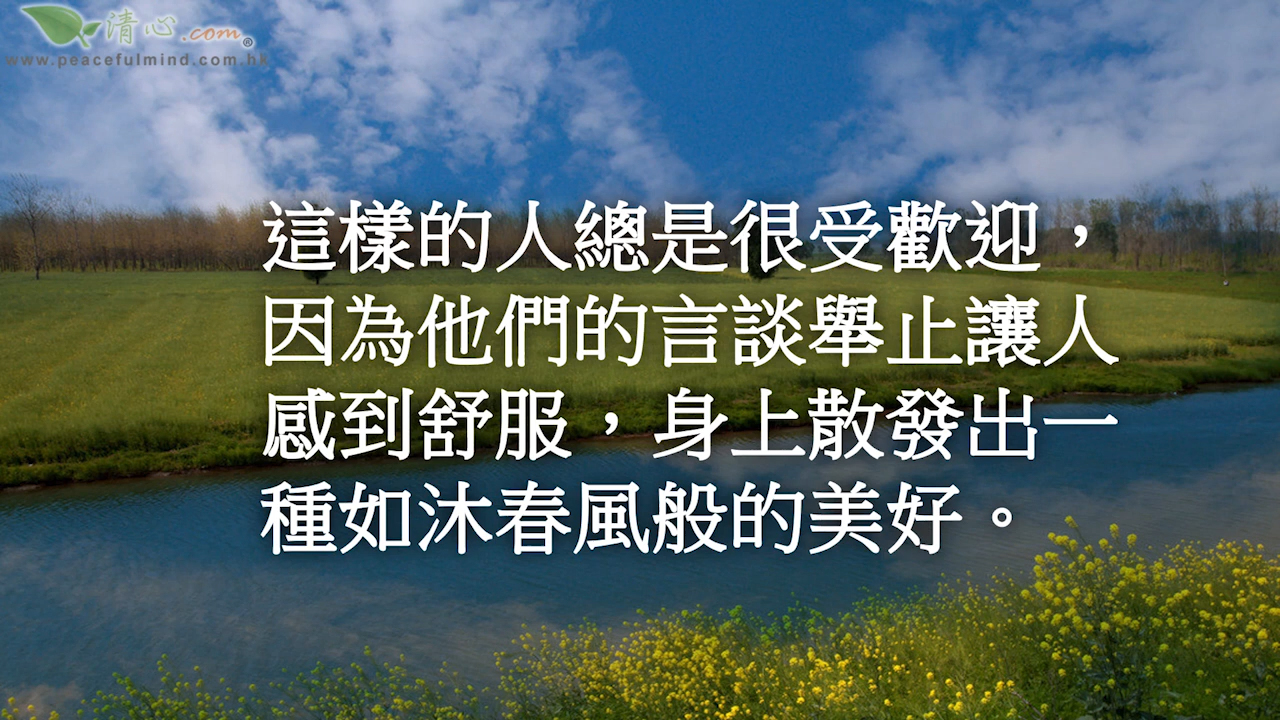 清心.com®
www.peacefulmind.com.hk
這樣的人總是很受歡迎，
因為他們的言談舉止讓人
感到舒服，身上散發出一
種如沐春風般的美好。